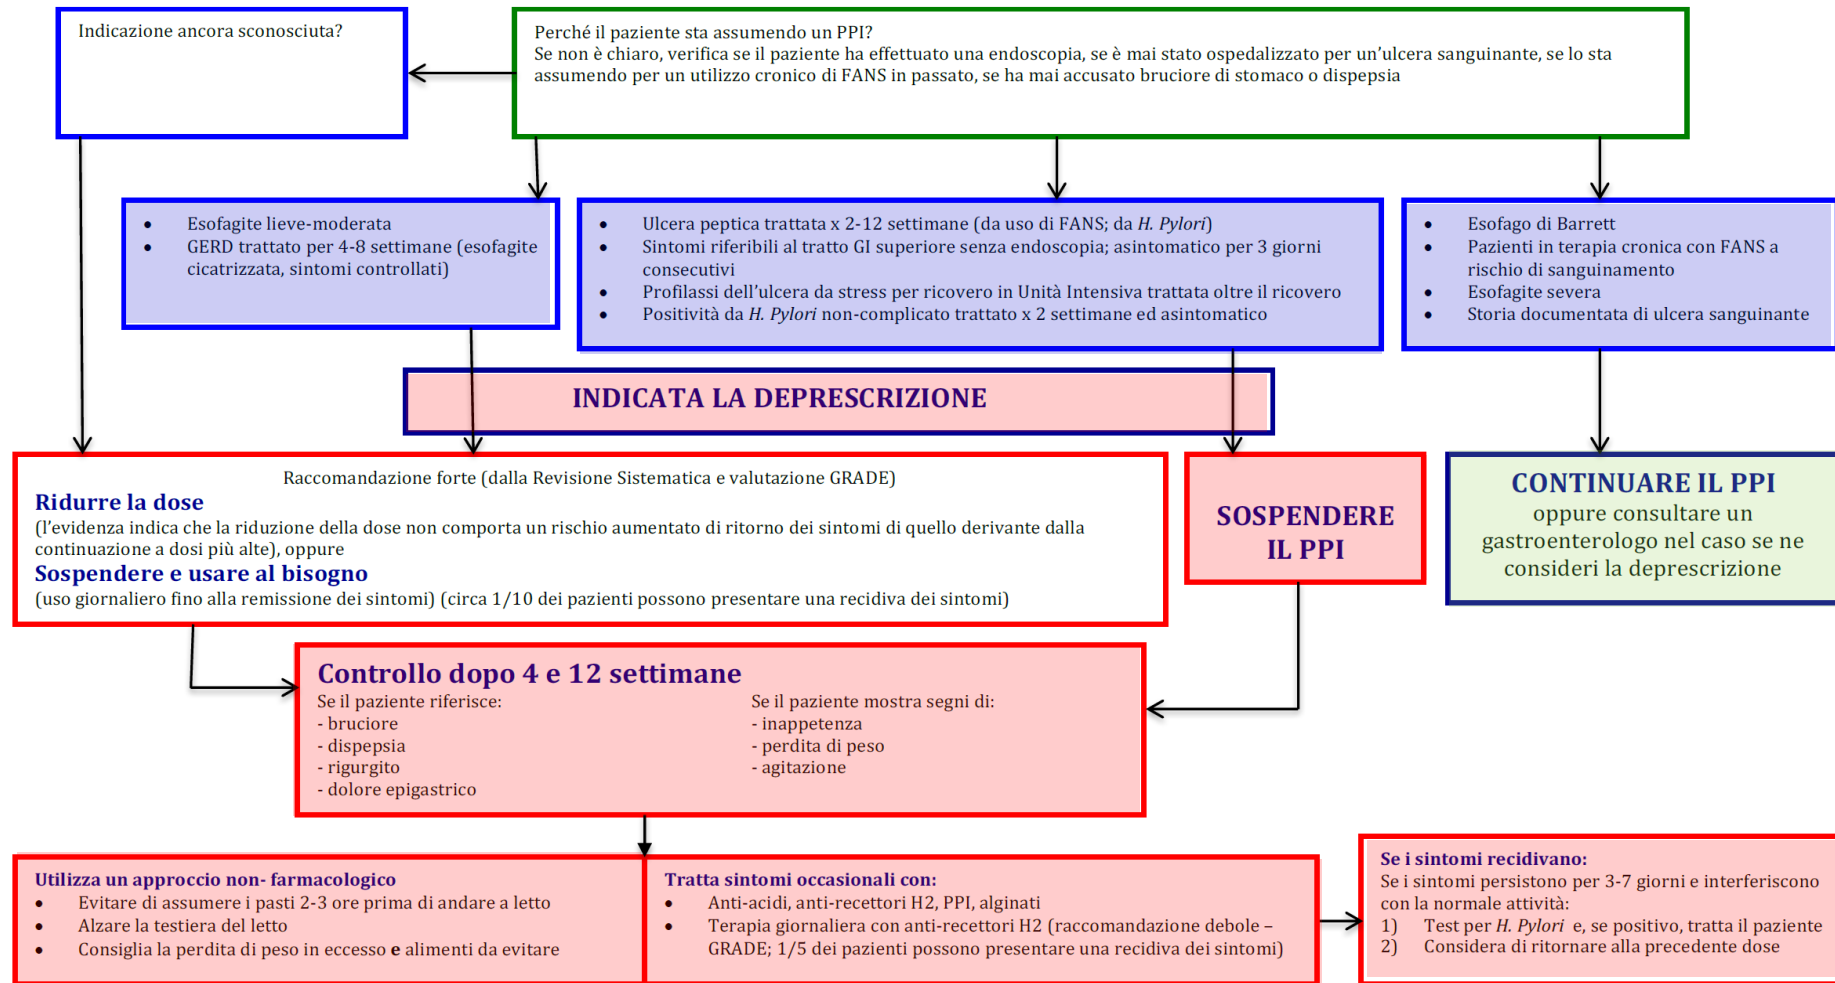 Indicazione ancora sconosciuta?
Perché il paziente sta assumendo un PPI?
Se non è chiaro, verifica se il paziente ha effettuato una endoscopia, se è mai stato ospedalizzato per un'ulcera sanguinante, se lo sta
assumendo per un utilizzo cronico di FANS in passato, se ha mai accusato bruciore di stomaco o dispepsia
• Esofagite lieve-moderata
• GERD trattato per 4-8 settimane (esofagite
cicatrizzata, sintomi controllati)
• Ulcera peptica trattata x 2-12 settimane (da uso di FANS; da H. Pylori)
• Sintomi riferibili al tratto GI superiore senza endoscopia; asintomatico per 3 giorni
consecutivi
• Profilassi dell'ulcera da stress per ricovero in Unità Intensiva trattata oltre il ricovero
• Positività da H. Pylori non-complicato trattato x 2 settimane ed asintomatico
• Esofago di Barrett
• Pazienti in terapia cronica con FANS a
rischio di sanguinamento
• Esofagite severa
• Storia documentata di ulcera sanguinante
INDICATA LA DEPRESCRIZIONE
Raccomandazione forte (dalla Revisione Sistematica e valutazione GRADE)
Ridurre la dose
(l'evidenza indica che la riduzione della dose non comporta un rischio aumentato di ritorno dei sintomi di quello derivante dalla
continuazione a dosi più alte), oppure
Sospendere e usare al bisogno
(uso giornaliero fino alla remissione dei sintomi) (circa 1/10 dei pazienti possono presentare una recidiva dei sintomi)
SOSPENDERE
IL PPI
CONTINUARE IL PPI
oppure consultare un
gastroenterologo nel caso se ne
consideri la deprescrizione
Controllo dopo 4 e 12 settimane
Se il paziente riferisce:
- bruciore
- dispepsia
- rigurgito
- dolore epigastrico
Se il paziente mostra segni di:
- inappetenza
- perdita di peso
- agitazione
Utilizza un approccio non- farmacologico
• Evitare di assumere i pasti 2-3 ore prima di andare a letto
• Alzare la testiera del letto
• Consiglia la perdita di peso in eccesso e alimenti da evitare
Tratta sintomi occasionali con:
• Anti-acidi, anti-recettori H2, PPI, alginati
• Terapia giornaliera con anti-recettori H2 (raccomandazione debole –
GRADE; 1/5 dei pazienti possono presentare una recidiva dei sintomi)
Se i sintomi recidivano:
Se i sintomi persistono per 3-7 giorni e interferiscono
con la normale attività:
1) Test per H. Pylori e, se positivo, tratta il paziente
2) Considera di ritornare alla precedente dose